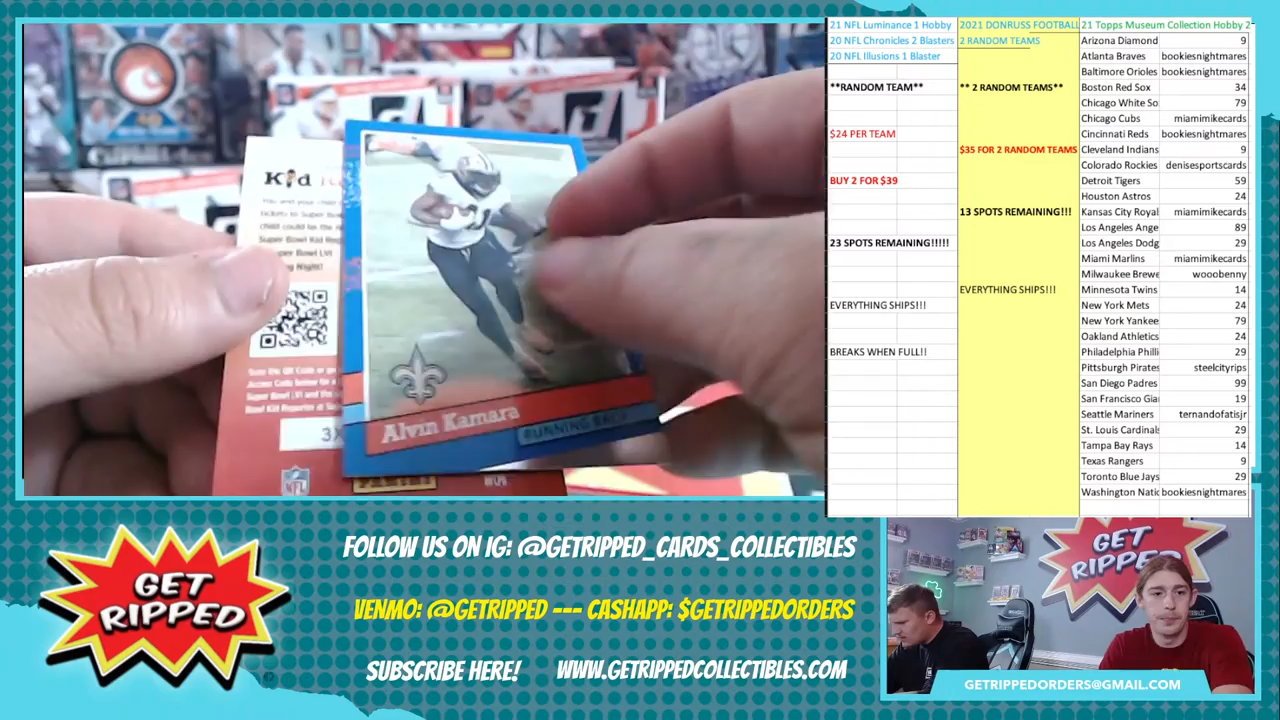 21 NFL Luminance 1 Hobby
20 NFL Chronicles 2 Blasters
20 NFL Illusions 1 Blaster
**RANDOM TEAM**
$24 PER TEAM
BUY 2 FOR $39
23 SPOTS REMAINING!!!!!
EVERYTHING SHIPS!!!
BREAKS WHEN FULL!!
2021 DONRUSS FOOTBALL
2 RANDOM TEAMS
** 2 RANDOM TEAMS**
$35 FOR 2 RANDOM TEAMS
13 SPOTS REMAINING!!!
EVERYTHING SHIPS!!!
21 Topps Museum Collection Hobby 2
Arizona Diamond 9
Atlanta Braves bookiesnightmares
Baltimore Orioles bookiesnightmares
Boston Red Sox 34
Chicago White So 79
Chicago Cubs miamimikecards
Cincinnati Reds bookiesnightmares
Cleveland Indians 9
Colorado Rockies denisesportscards
Detroit Tigers 59
Houston Astros 24
Kansas City Royal miamimikecards
Los Angeles Ange 89
Los Angeles Dodg 29
Miami Marlins miamimikecards
Milwaukee Brewe wooobenny
Minnesota Twins 14
New York Mets 24
New York Yankee 79
Oakland Athletics 24
Philadelphia Philli 29
Pittsburgh Pirates steelcityrips
San Diego Padres 99
San Francisco Gia 19
Seattle Mariners ternandofatisjr
St. Louis Cardinals 29
Tampa Bay Rays 14
Texas Rangers 9
Toronto Blue Jays 29
Washington Natic bookiesnightmares
Kid
Alvin Kamara
RUNNING BACK
3X
NFL
GET
RIPPED
FOLLOW US ON IG: @GETRIPPED_CARDS_COLLECTIBLES
VENMO: @GETRIPPED --- CASHAPP: $GETRIPPEDORDERS
SUBSCRIBE HERE! WWW.GETRIPPEDCOLLECTIBLES.COM
GET
RIPPED
GETRIPPEDORDERS@GMAIL.COM